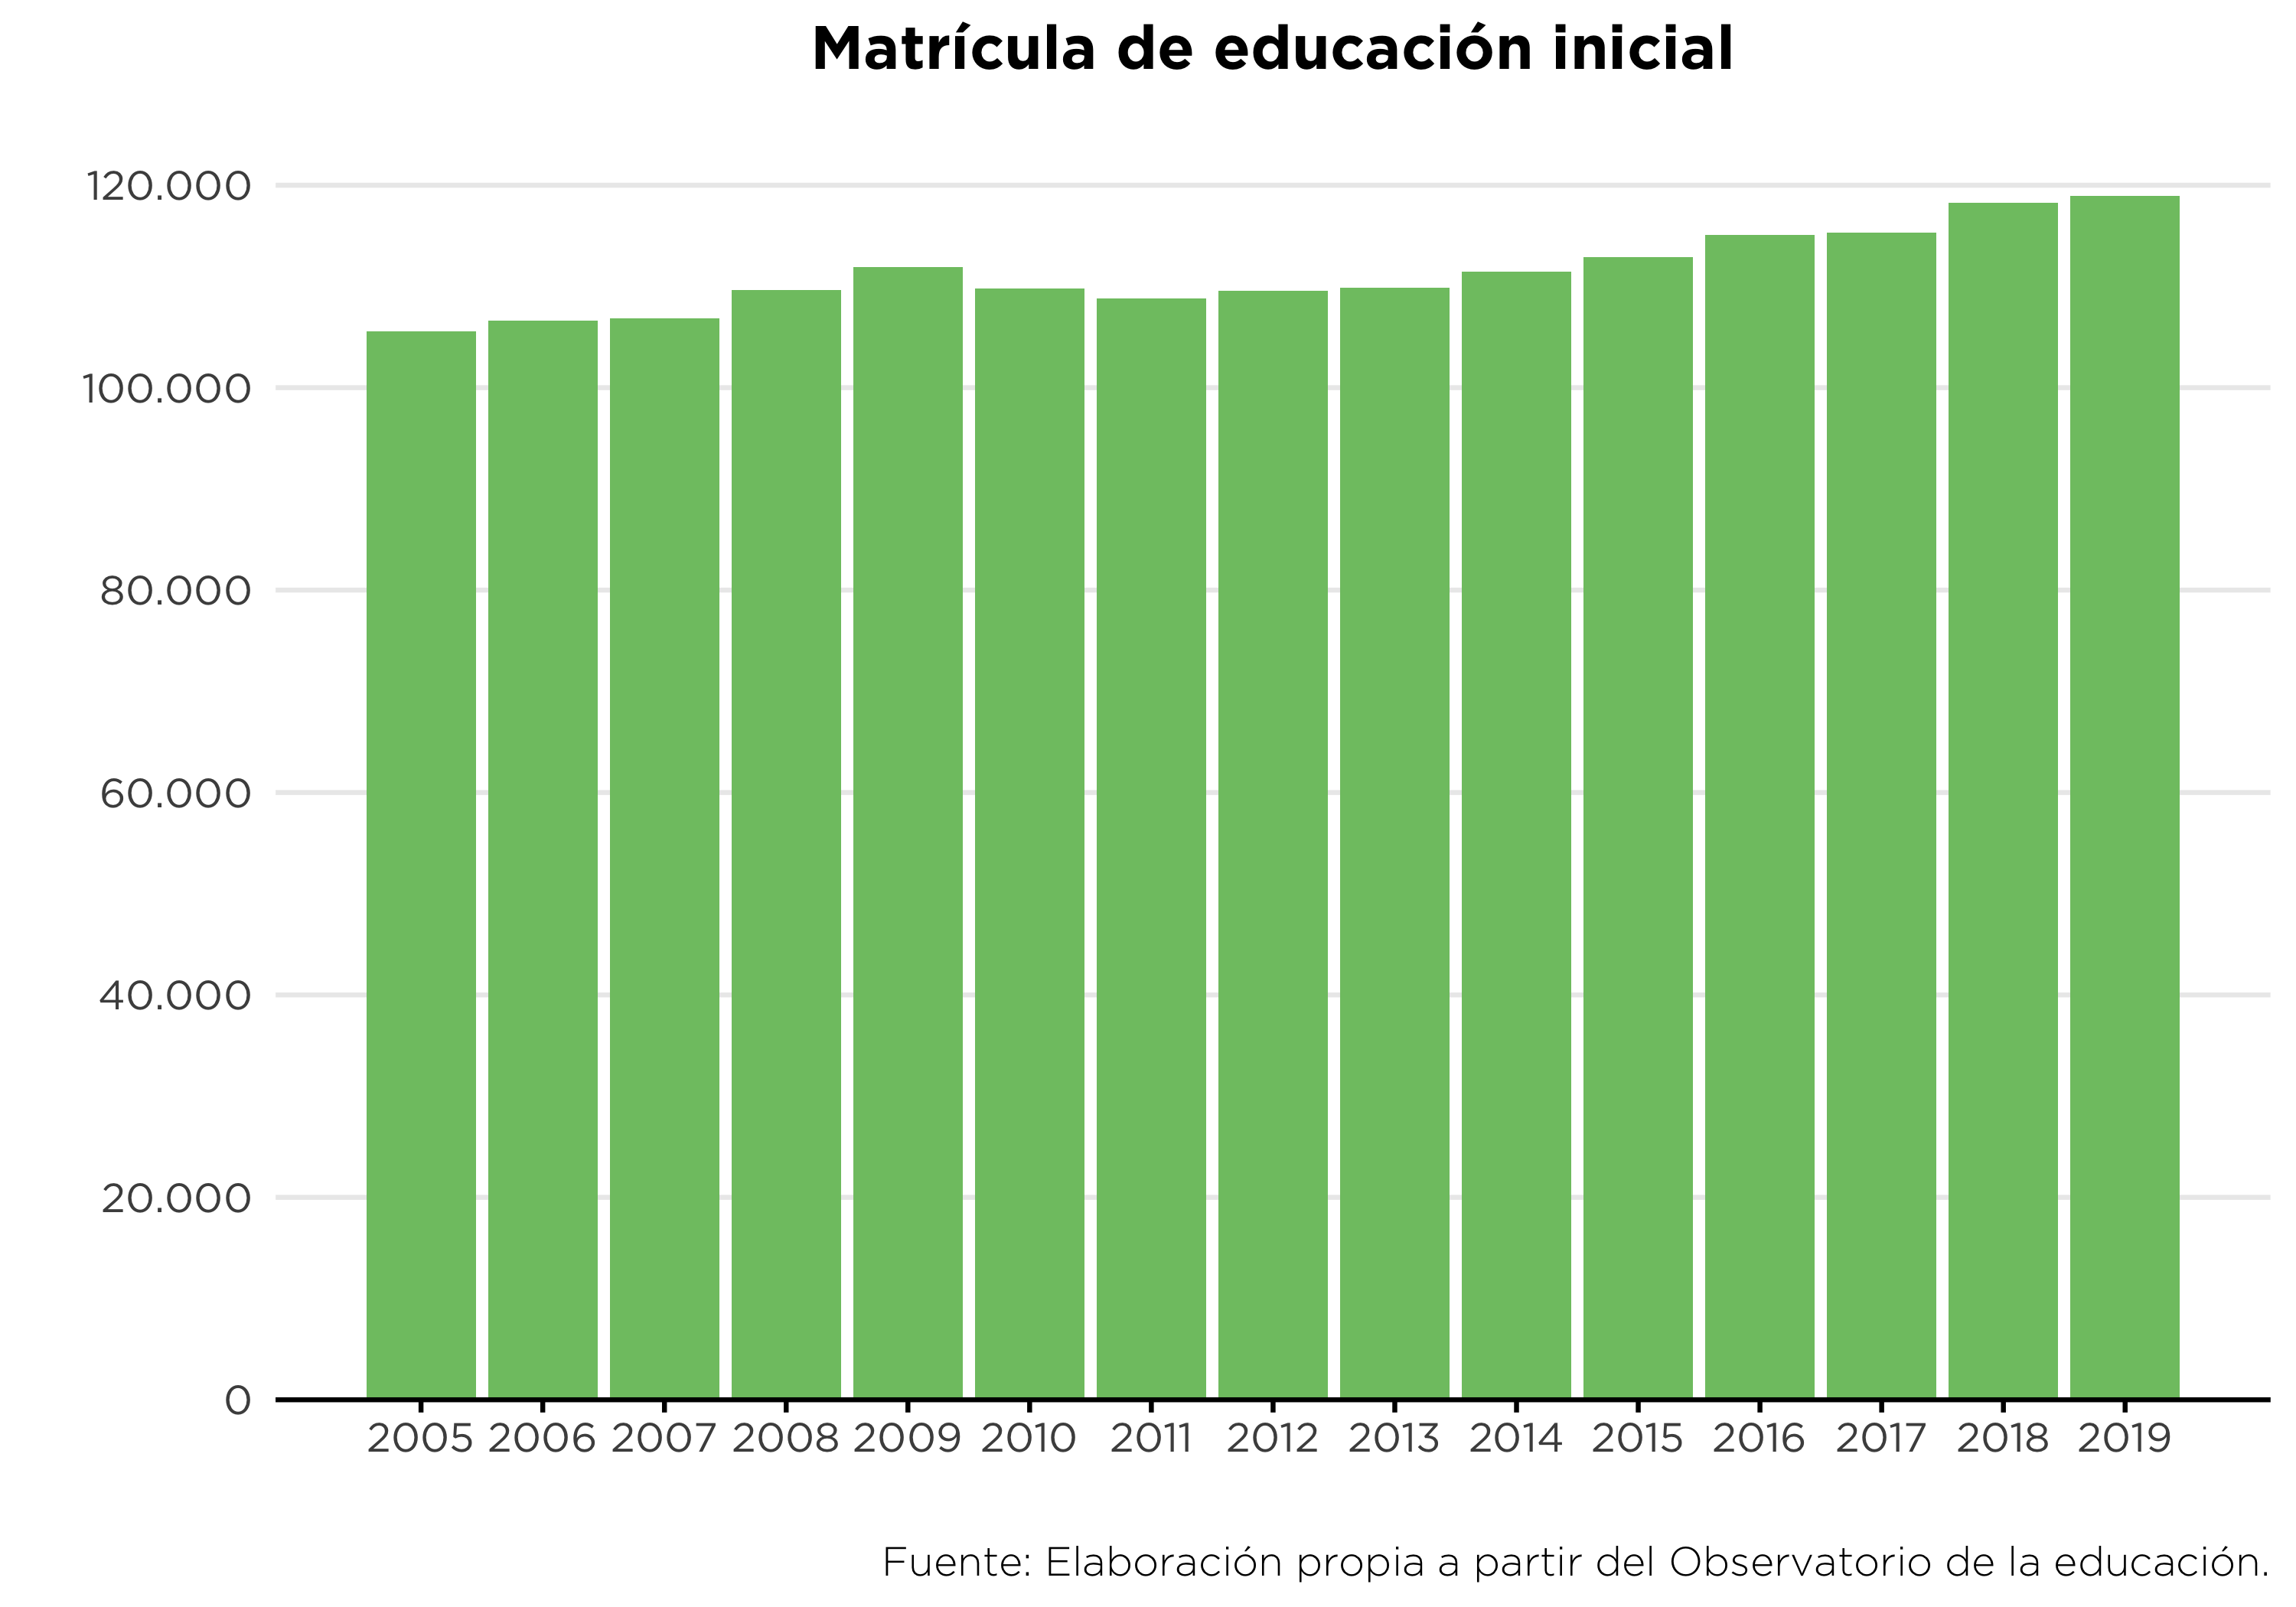 Matrícula de educación inicial
120.000
100.000
80.000
60.000
40.000
20.000
0
2005 2006 2007 2008 2009 2010 2011 2012 2013 2014 2015 2016 2017 2018 2019
Fuente: Elaboración propia a partir del Observatorio de la educación.